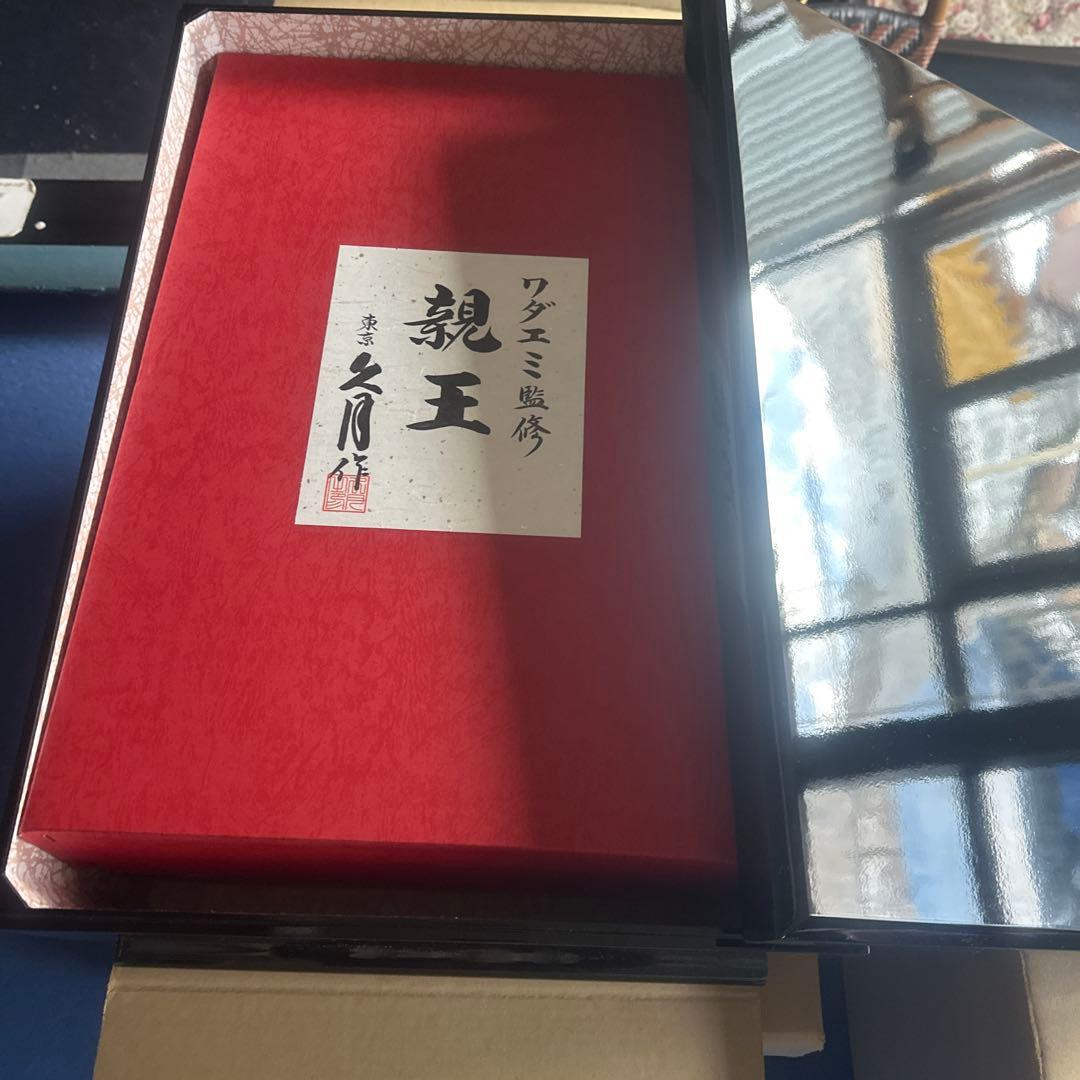 ワダエミ監修
親王
東京 久月作